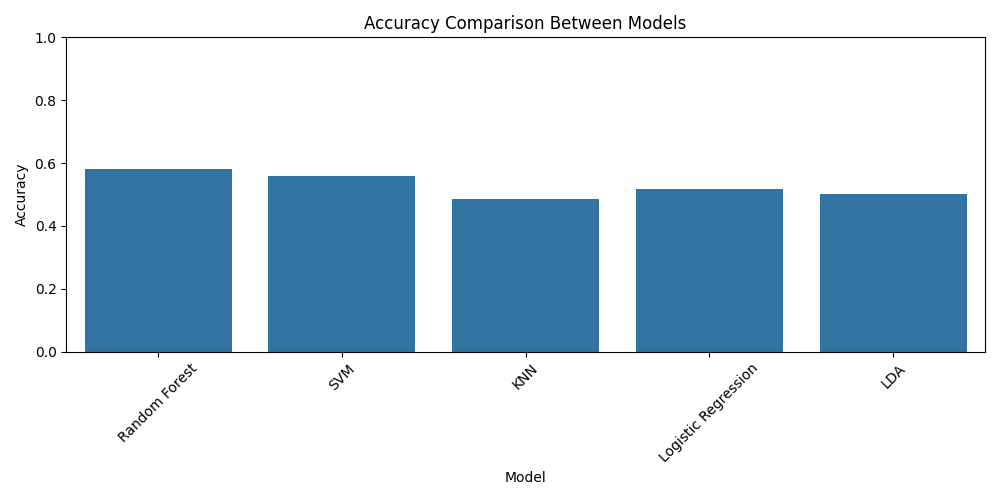 Accuracy Comparison Between Models
Accuracy
1.0
0.8
0.6
0.4
0.2
0.0
Random Forest
SVM
KNN
Logistic Regression
LDA
Model